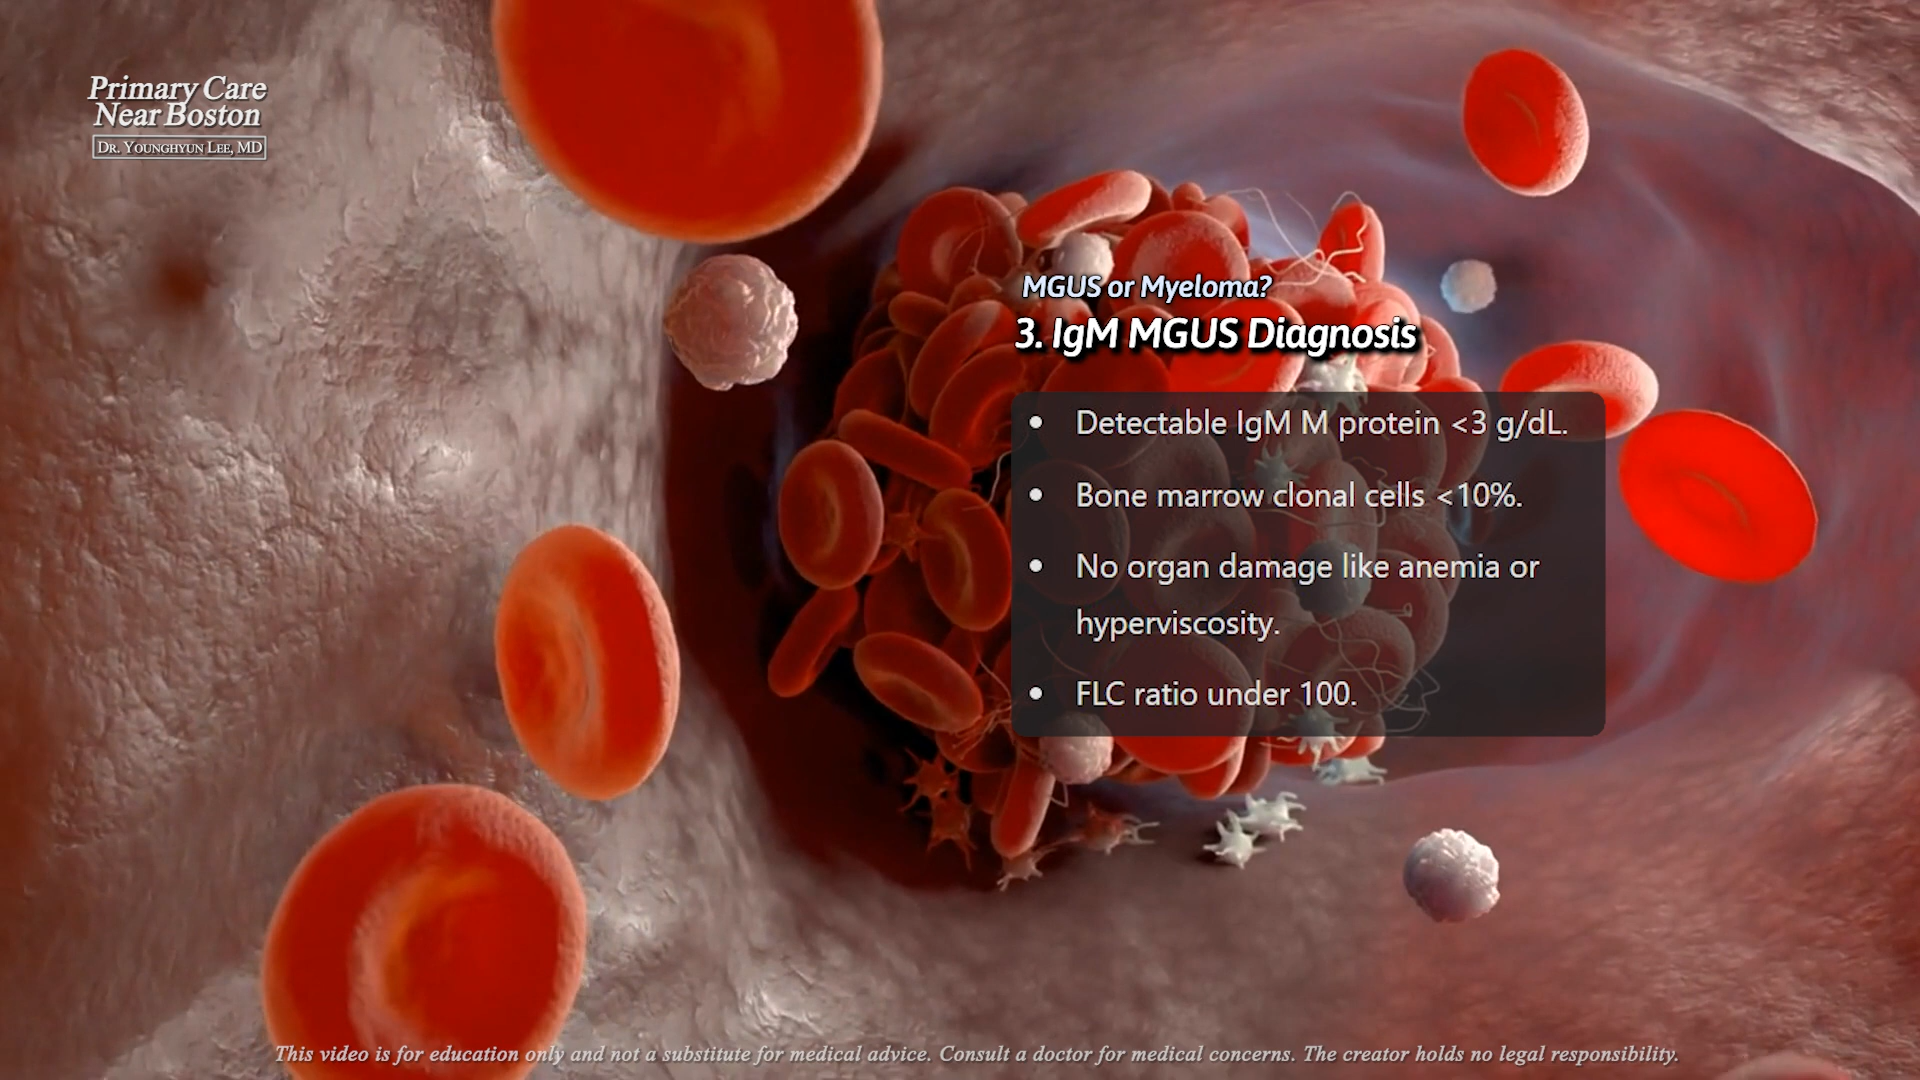 Primary Care
Near Boston
Dr. Younghyun Lee, MD
MGUS or Myeloma?
3. IgM MGUS Diagnosis
• Detectable IgM M protein <3 g/dL.
• Bone marrow clonal cells <10%.
• No organ damage like anemia or
hyperviscosity.
• FLC ratio under 100.
This video is for education only and not a substitute for medical advice. Consult a doctor for medical concerns. The creator holds no legal responsibility.